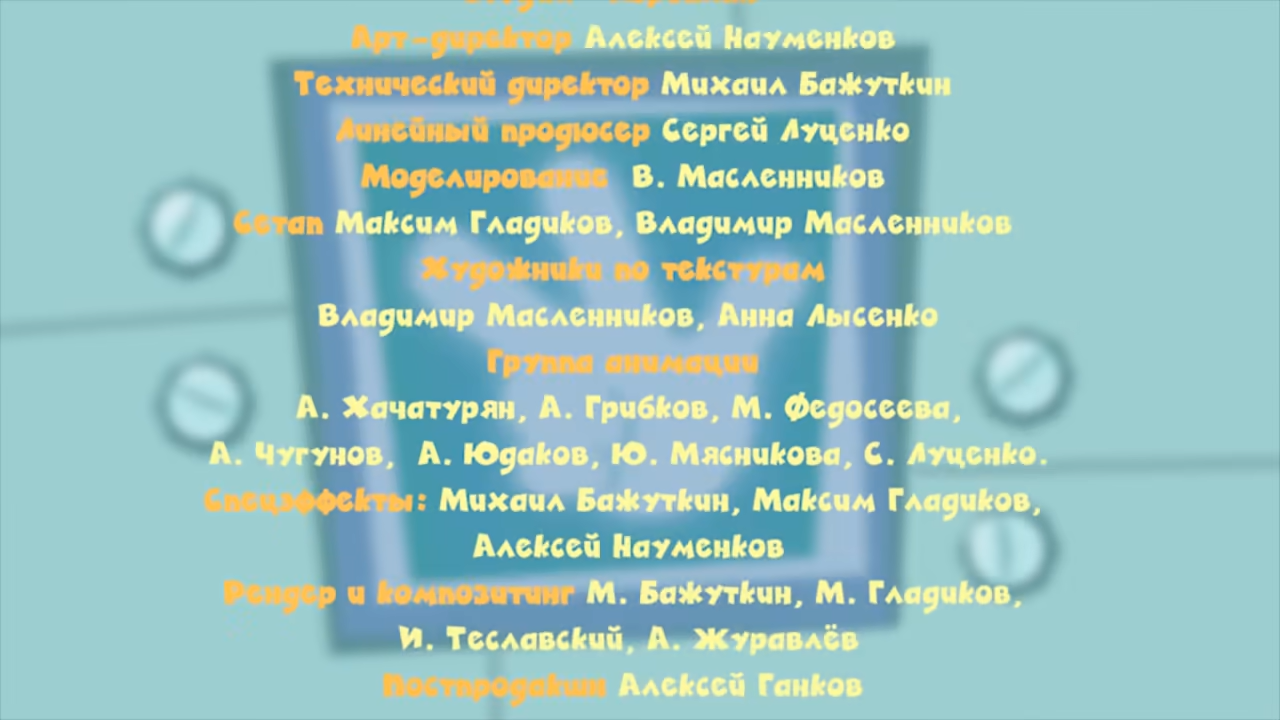 Арт-директор Алексей Науменков
Технический директор Михаил Бажуткин
Линейный продюсер Сергей Луценко
Моделирование В. Масленников
Сетап Максим Гладиков, Владимир Масленников
Художники по текстурам
Владимир Масленников, Анна Лысенко
Группа анимации
А. Хачатурян, А. Грибков, М. Федосеева,
А. Чугунов, А. Юдаков, Ю. Мясникова, С. Луценко.
Спецэффекты: Михаил Бажуткин, Максим Гладиков,
Алексей Науменков
Рендер и композитинг М. Бажуткин, М. Гладиков,
И. Теславский, А. Журавлёв
Постпродакшн Алексей Ганков